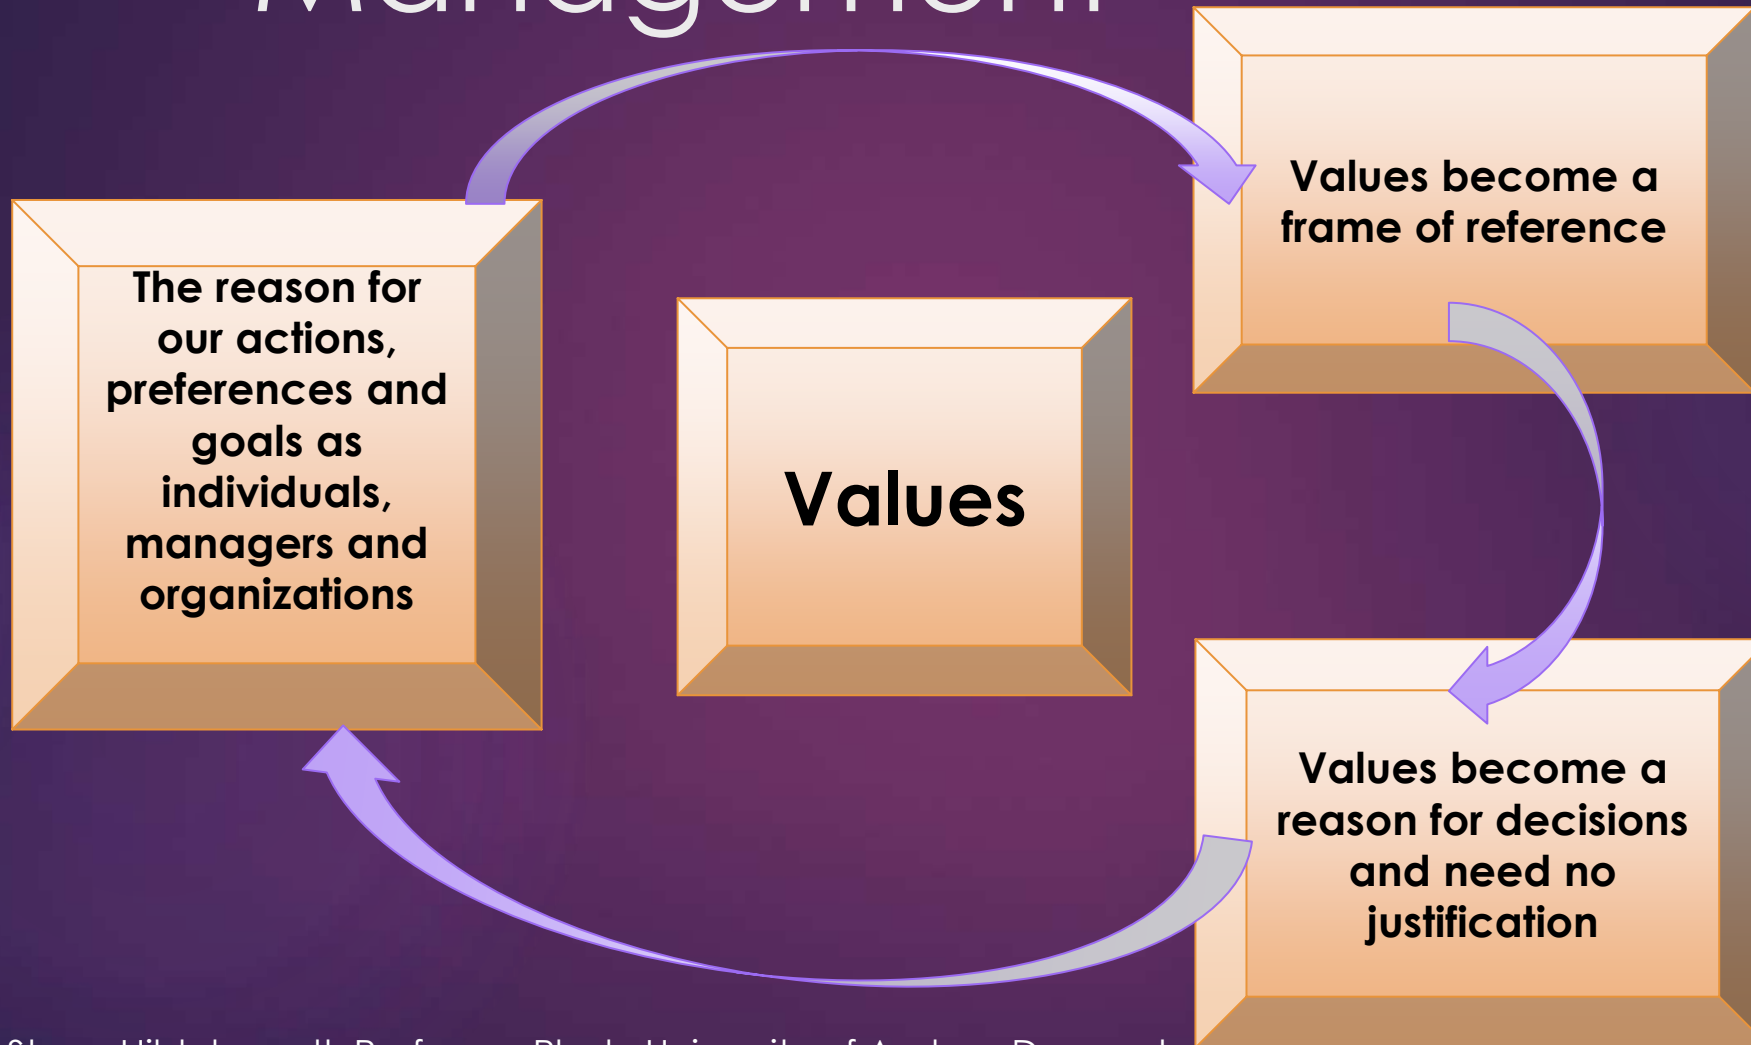 Management
The reason for
our actions,
preferences and
goals as
individuals,
managers and
organizations
Values
Values become a
frame of reference
Values become a
reason for decisions
and need no
justification